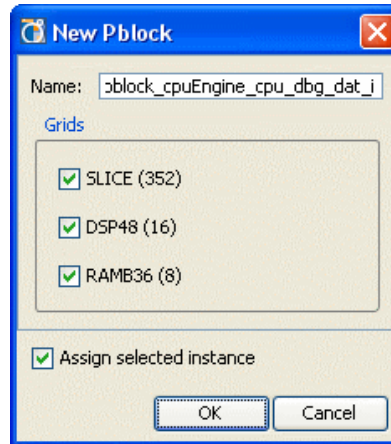 New Pblock
Name: pblock_cpuEngine_cpu_dbg_dat_i
Grids
SLICE (352)
DSP48 (16)
RAMB36 (8)
Assign selected instance
OK Cancel